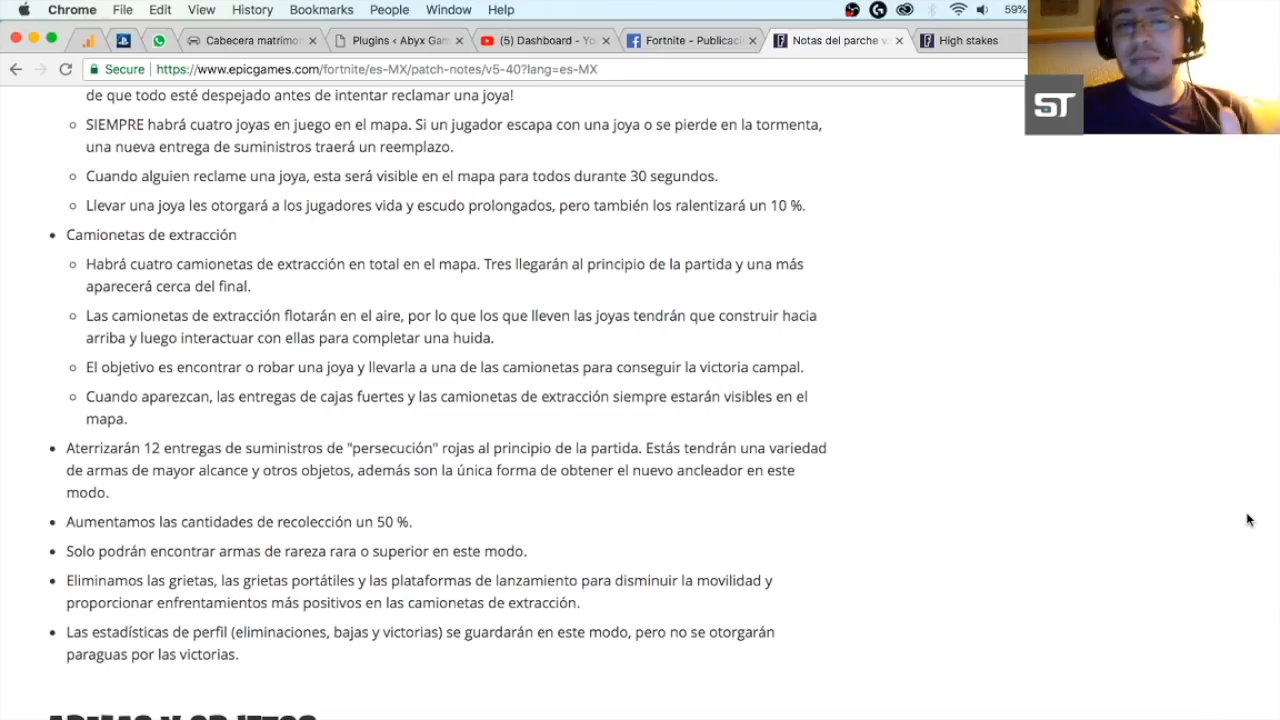 Chrome File Edit View History Bookmarks People Window Help 59%
Cabecera matrimon Plugins ‹ Abyx Gam (5) Dashboard - Yo Fortnite - Publicac Notas del parche v. High stakes
Secure https://www.epicgames.com/fortnite/es-MX/patch-notes/v5-40?lang=es-MX
ST
de que todo esté despejado antes de intentar reclamar una joya!
SIEMPRE habrá cuatro joyas en juego en el mapa. Si un jugador escapa con una joya o se pierde en la tormenta,
una nueva entrega de suministros traerá un reemplazo.
Cuando alguien reclame una joya, esta será visible en el mapa para todos durante 30 segundos.
Llevar una joya les otorgará a los jugadores vida y escudo prolongados, pero también los ralentizará un 10 %.
Camionetas de extracción
Habrá cuatro camionetas de extracción en total en el mapa. Tres llegarán al principio de la partida y una más
aparecerá cerca del final.
Las camionetas de extracción flotarán en el aire, por lo que los que lleven las joyas tendrán que construir hacia
arriba y luego interactuar con ellas para completar una huida.
El objetivo es encontrar o robar una joya y llevarla a una de las camionetas para conseguir la victoria campal.
Cuando aparezcan, las entregas de cajas fuertes y las camionetas de extracción siempre estarán visibles en el
mapa.
Aterrizarán 12 entregas de suministros de "persecución" rojas al principio de la partida. Estás tendrán una variedad
de armas de mayor alcance y otros objetos, además son la única forma de obtener el nuevo ancleador en este
modo.
Aumentamos las cantidades de recolección un 50 %.
Solo podrán encontrar armas de rareza rara o superior en este modo.
Eliminamos las grietas, las grietas portátiles y las plataformas de lanzamiento para disminuir la movilidad y
proporcionar enfrentamientos más positivos en las camionetas de extracción.
Las estadísticas de perfil (eliminaciones, bajas y victorias) se guardarán en este modo, pero no se otorgarán
paraguas por las victorias.
ARMAS Y OBJETOS